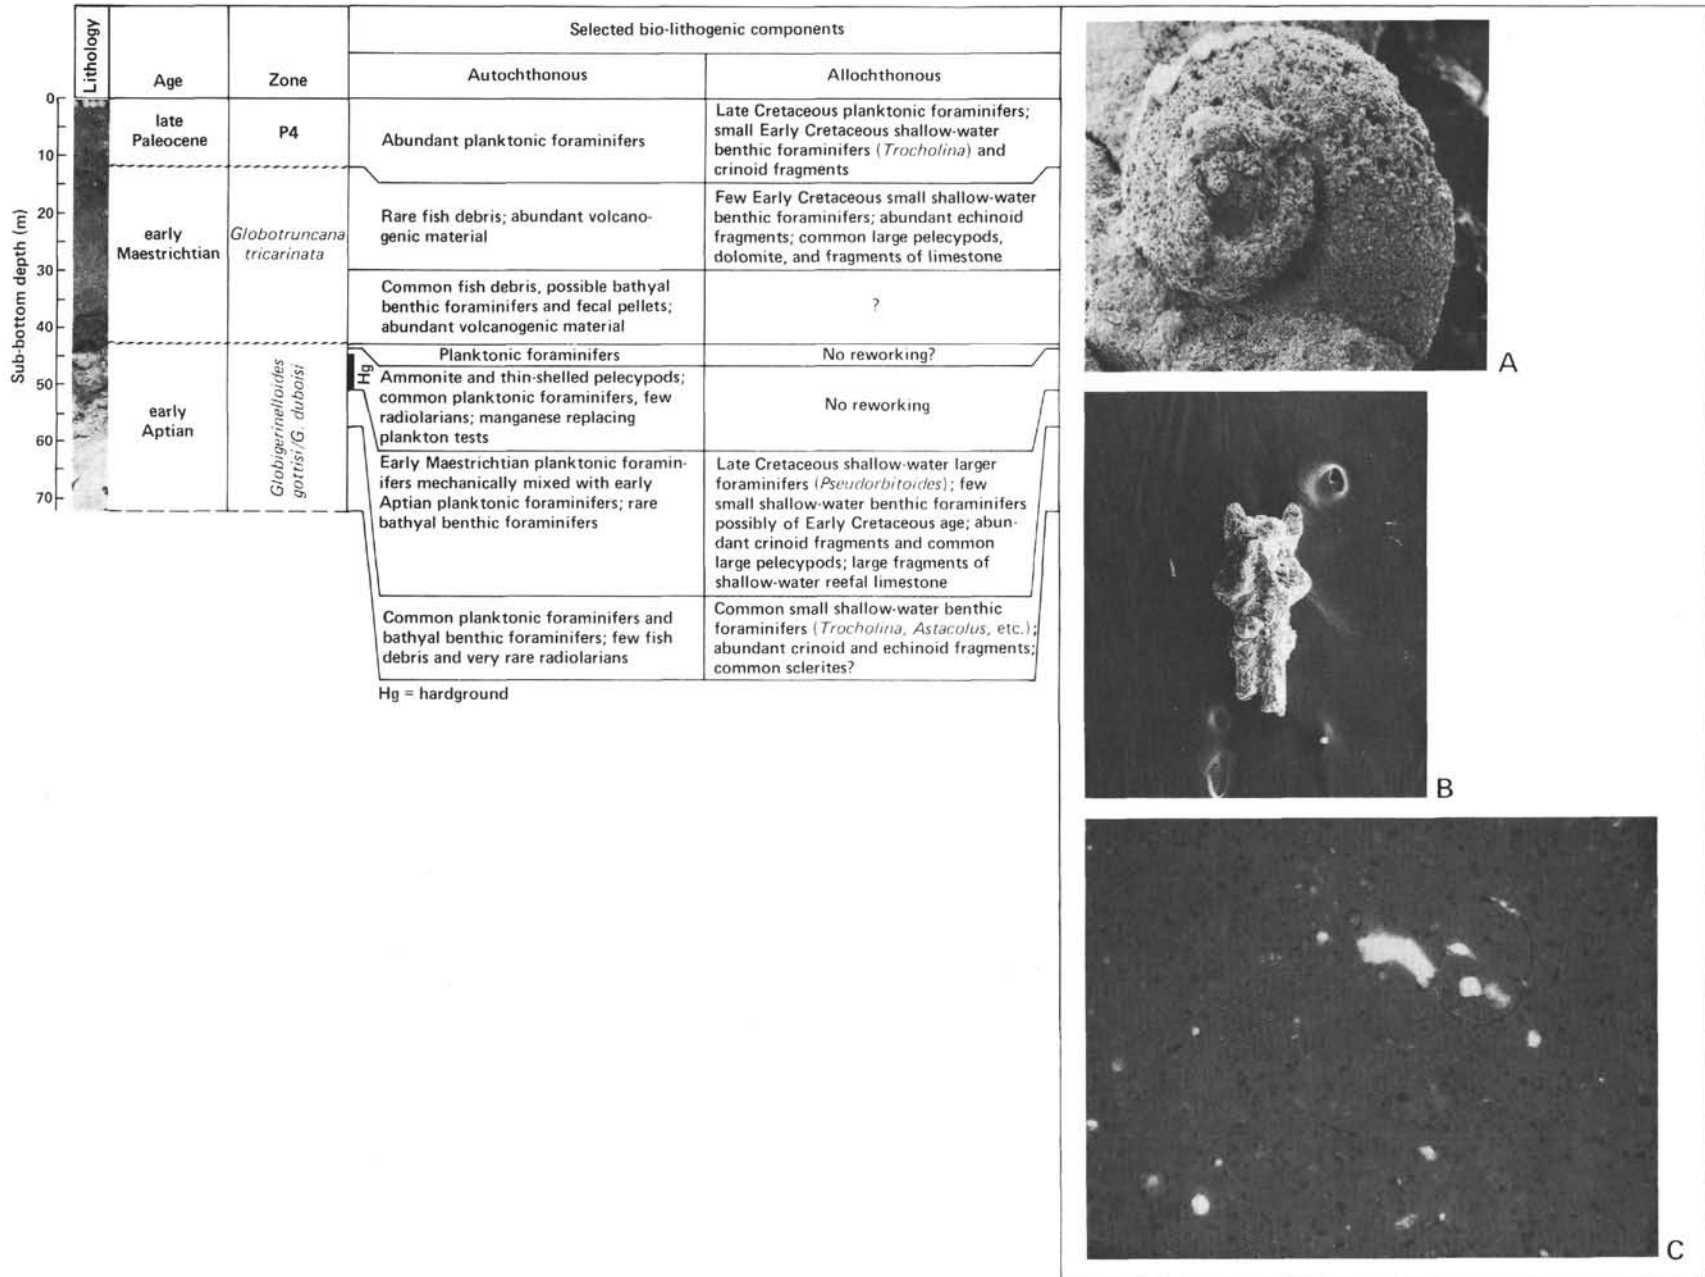 Selected bio-lithogenic components
Lithology
Age
Zone
Autochthonous
Allochthonous
Sub-bottom depth (m)
0
10
20
30
40
50
60
70
late
Paleocene
P4
Abundant planktonic foraminifers
Late Cretaceous planktonic foraminifers;
small Early Cretaceous shallow-water
benthic foraminifers (Trocholina) and
crinoid fragments
early
Maestrichtian
Globotruncana
tricarinata
Rare fish debris; abundant volcano-
genic material
Few Early Cretaceous small shallow-water
benthic foraminifers; abundant echinoid
fragments; common large pelecypods,
dolomite, and fragments of limestone
Common fish debris, possible bathyal
benthic foraminifers and fecal pellets;
abundant volcanogenic material
?
early
Aptian
Globigerinelloides
gottisi/G. duboisi
Planktonic foraminifers
No reworking?
Hg
Ammonite and thin-shelled pelecypods;
common planktonic foraminifers, few
radiolarians; manganese replacing
plankton tests
No reworking
Early Maestrichtian planktonic foramin-
ifers mechanically mixed with early
Aptian planktonic foraminifers; rare
bathyal benthic foraminifers
Late Cretaceous shallow-water larger
foraminifers (Pseudorbitoides); few
small shallow-water benthic foraminifers
possibly of Early Cretaceous age; abun-
dant crinoid fragments and common
large pelecypods; large fragments of
shallow-water reefal limestone
Common planktonic foraminifers and
bathyal benthic foraminifers; few fish
debris and very rare radiolarians
Common small shallow-water benthic
foraminifers (Trocholina, Astacolus, etc.);
abundant crinoid and echinoid fragments;
common sclerites?
Hg = hardground
A
B
C